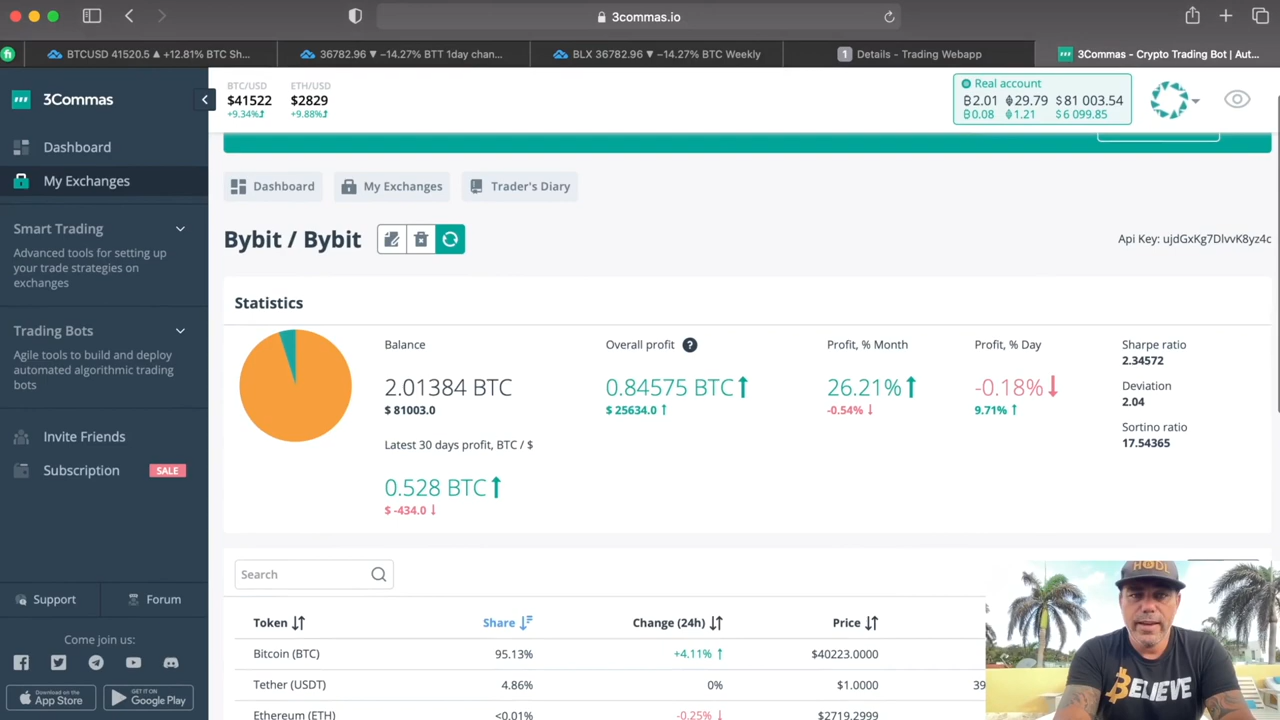 3commas.io
BTCUSD 41520.5 ▲ +12.81% BTC Sh...
36782.96 ▼ −14.27% BTT 1day chan...
BLX 36782.96 ▼ −14.27% BTC Weekly
1 Details - Trading Webapp
3Commas - Crypto Trading Bot | Aut...
3Commas
BTC/USD
$41522
+9.34%
ETH/USD
$2829
+9.88%
Real account
2.01 29.79 $ 81 003.54
0.08 1.21 $ 6 099.85
Dashboard
My Exchanges
Smart Trading
Advanced tools for setting up
your trade strategies on
exchanges
Trading Bots
Agile tools to build and deploy
automated algorithmic trading
bots
Invite Friends
Subscription SALE
Support
Forum
Come join us:
Download on the
App Store
GET IT ON
Google Play
Dashboard
My Exchanges
Trader's Diary
Bybit / Bybit
Api Key: ujdGxKg7DlvvK8yz4c
Statistics
Balance
2.01384 BTC
$ 81003.0
Latest 30 days profit, BTC / $
0.528 BTC
$ -434.0 ↓
Overall profit ?
0.84575 BTC
$ 25634.0 ↑
Profit, % Month
26.21%
-0.54% ↓
Profit, % Day
-0.18%
9.71% ↑
Sharpe ratio
2.34572
Deviation
2.04
Sortino ratio
17.54365
Search
Token Share Change (24h) Price
Bitcoin (BTC) 95.13% +4.11% ↑ $40223.0000
Tether (USDT) 4.86% 0% $1.0000 39
Ethereum (ETH) <0.01% -0.25% ↓ $2719.2999
HODL
BELIEVE